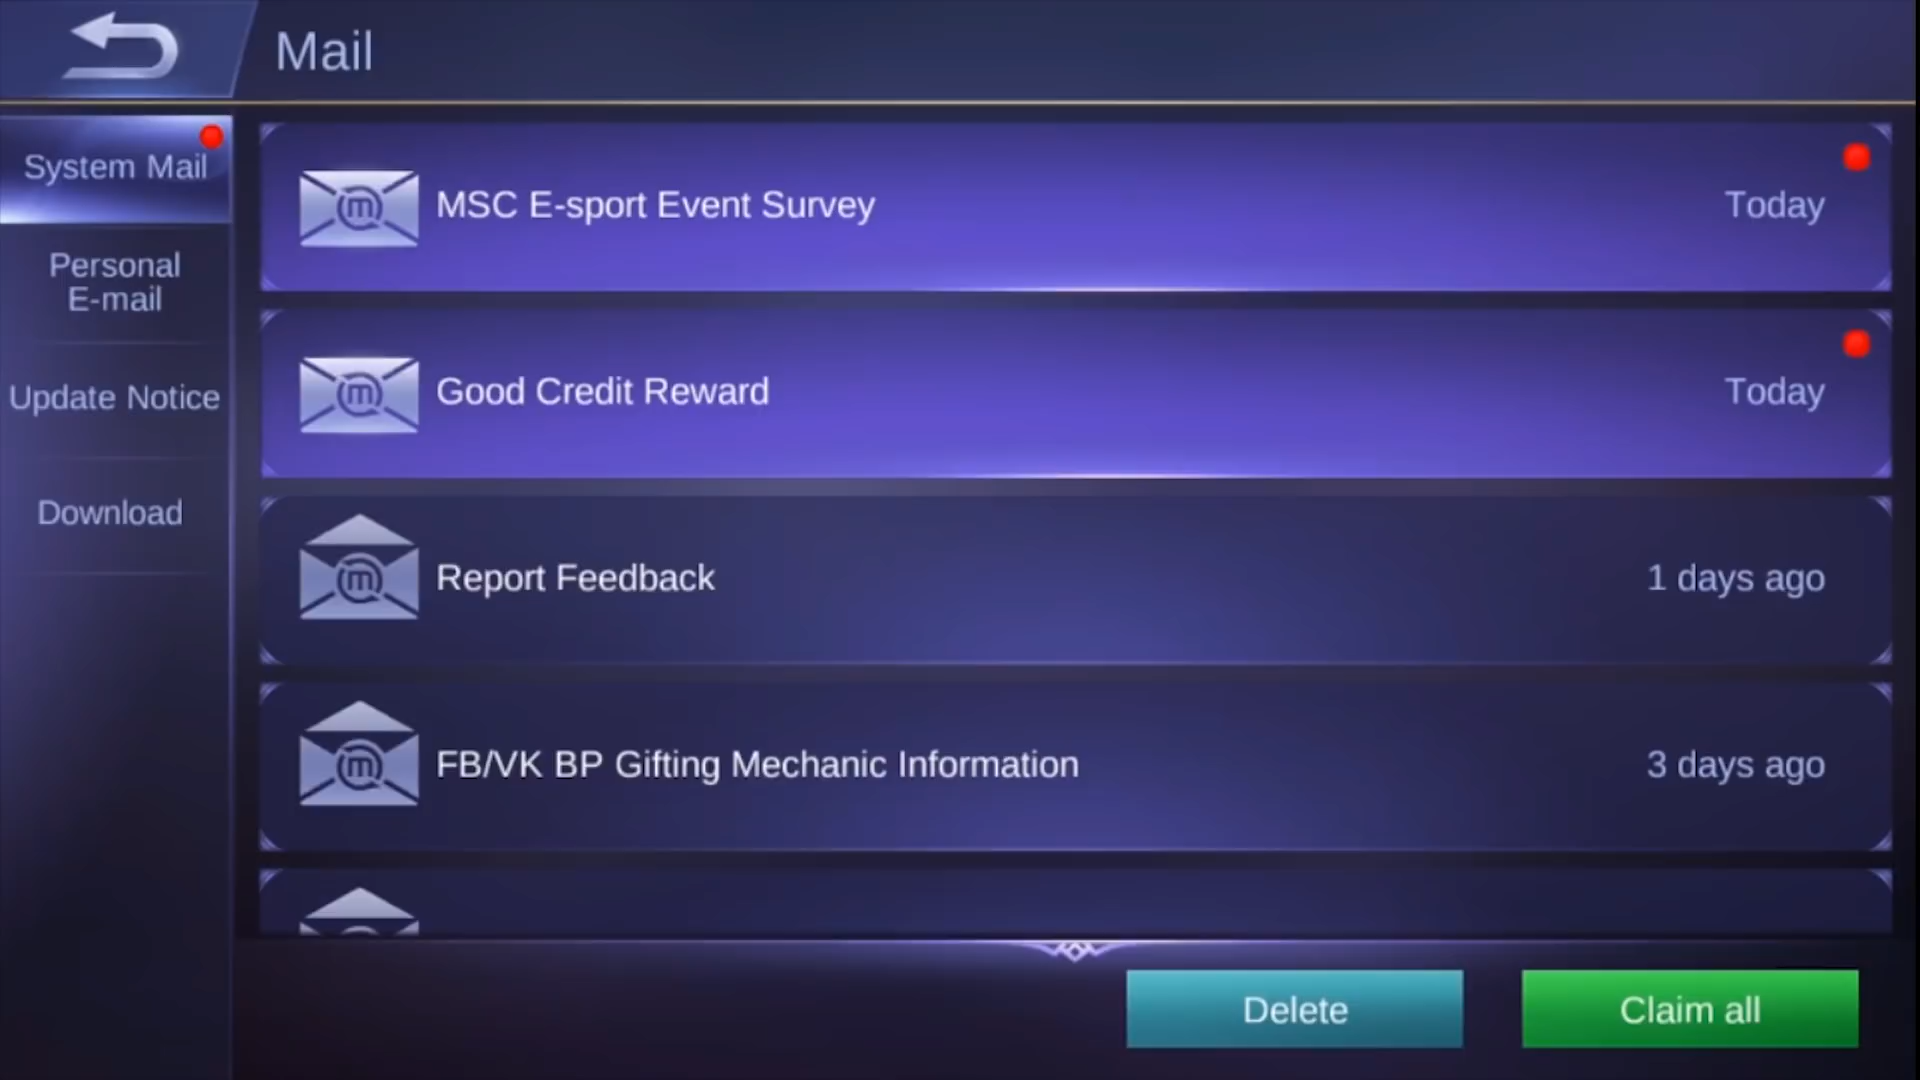 Mail
System Mail
Personal
E-mail
Update Notice
Download
MSC E-sport Event Survey
Today
Good Credit Reward
Today
Report Feedback
1 days ago
FB/VK BP Gifting Mechanic Information
3 days ago
Delete
Claim all